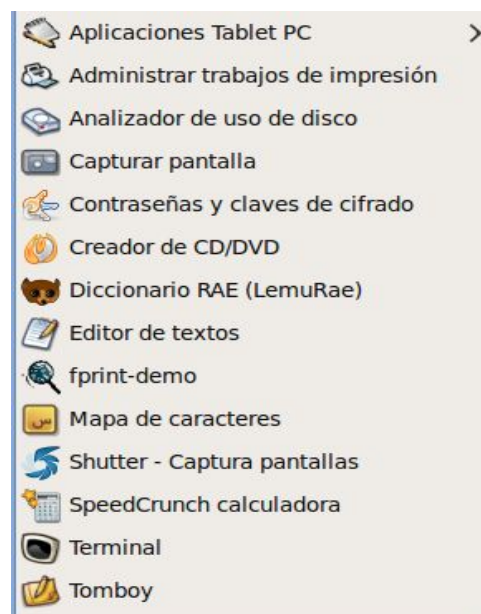 Aplicaciones Tablet PC
Administrar trabajos de impresión
Analizador de uso de disco
Capturar pantalla
Contraseñas y claves de cifrado
Creador de CD/DVD
Diccionario RAE (LemuRae)
Editor de textos
fprint-demo
Mapa de caracteres
Shutter - Captura pantallas
SpeedCrunch calculadora
Terminal
Tomboy